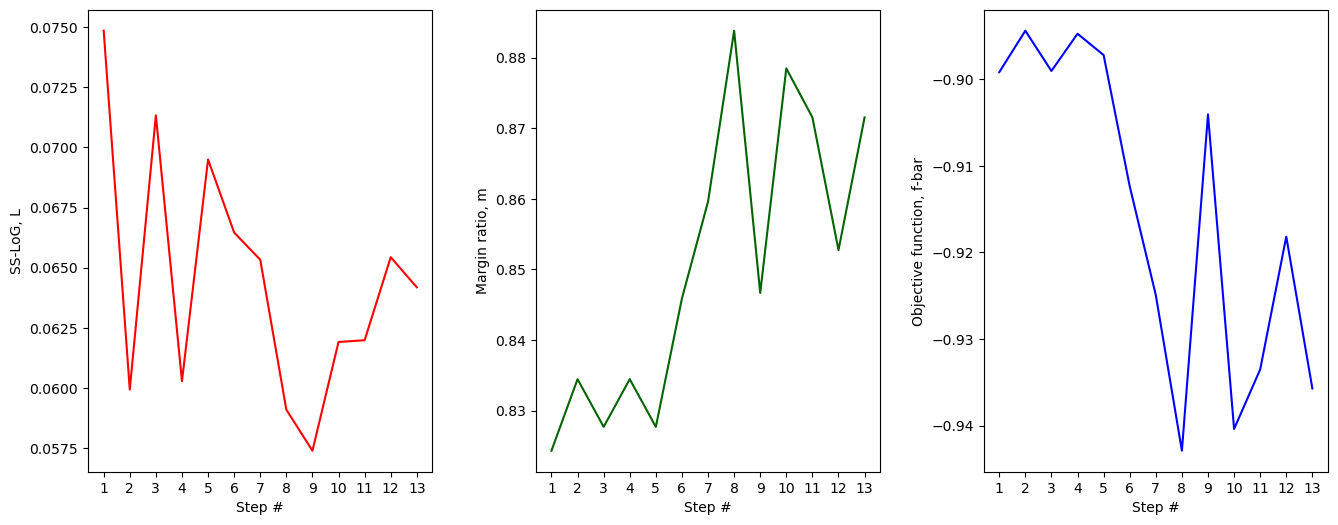 0.0750
0.0725
0.0700
0.0675
0.0650
0.0625
0.0600
0.0575
SS-LoG, L
1 2 3 4 5 6 7 8 9 10 11 12 13
Step #
0.88
0.87
0.86
0.85
0.84
0.83
Margin ratio, m
1 2 3 4 5 6 7 8 9 10 11 12 13
Step #
−0.90
−0.91
−0.92
−0.93
−0.94
Objective function, f-bar
1 2 3 4 5 6 7 8 9 10 11 12 13
Step #